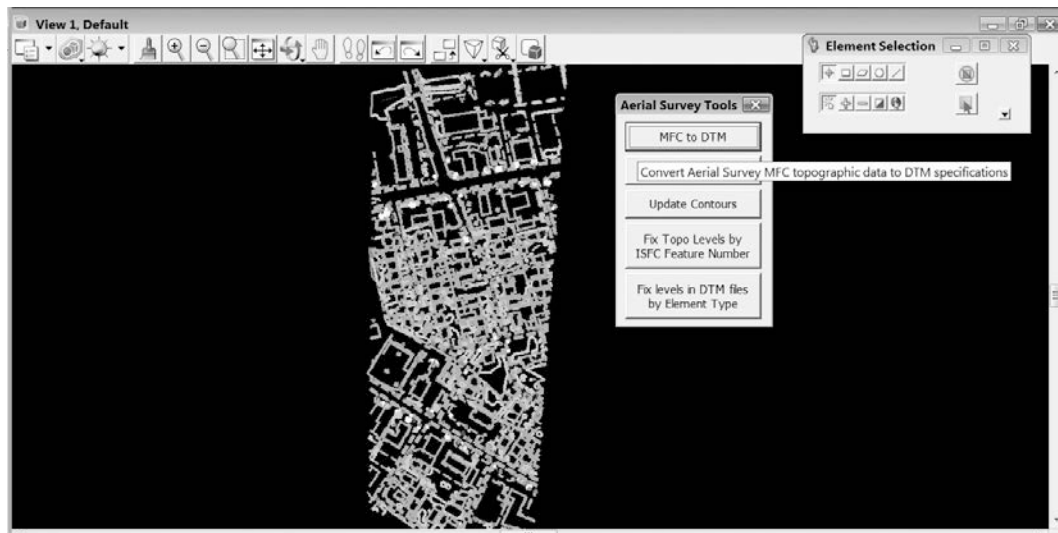 View 1, Default
Element Selection
Aerial Survey Tools
MFC to DTM
Convert Aerial Survey MFC topographic data to DTM specifications
Update Contours
Fix Topo Levels by
ISFC Feature Number
Fix levels in DTM files
by Element Type